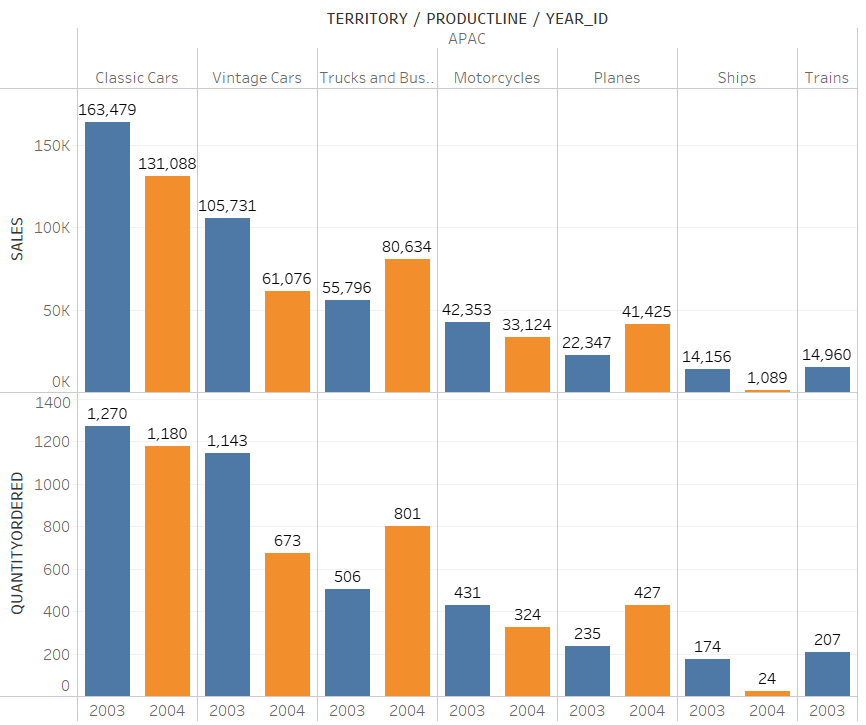 TERRITORY / PRODUCTLINE / YEAR_ID
APAC
Classic Cars Vintage Cars Trucks and Bus.. Motorcycles Planes Ships Trains
SALES
150K
100K
50K
0K
163,479 131,088 105,731 61,076 55,796 80,634 42,353 33,124 22,347 41,425 14,156 1,089 14,960
QUANTITYORDERED
1400
1200
1000
800
600
400
200
0
1,270 1,180 1,143 673 506 801 431 324 235 427 174 24 207
2003 2004 2003 2004 2003 2004 2003 2004 2003 2004 2003 2004 2003